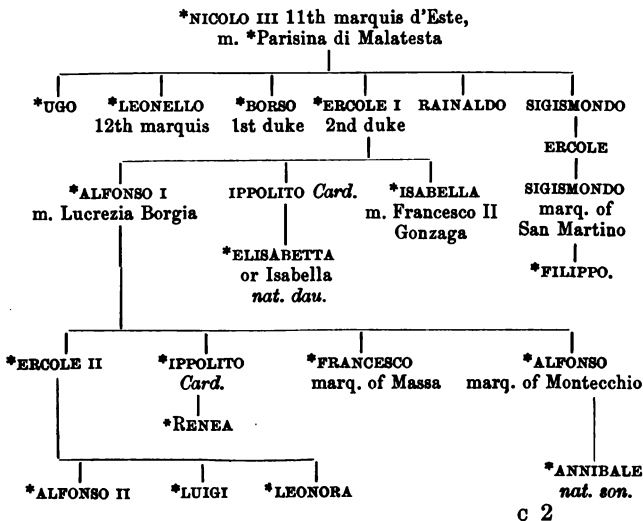 *NICOLO III 11th marquis d'Este,
m. *Parisina di Malatesta
*UGO *LEONELLO *BORSO *ERCOLE I RAINALDO SIGISMONDO
12th marquis 1st duke 2nd duke
ERCOLE
*ALFONSO I IPPOLITO Card. *ISABELLA SIGISMONDO
m. Lucrezia Borgia m. Francesco II marq. of
Gonzaga San Martino
*ELISABETTA
or Isabella *FILIPPO.
nat. dau.
*ERCOLE II *IPPOLITO *FRANCESCO *ALFONSO
Card. marq. of Massa marq. of Montecchio
*RENEA
*ALFONSO II *LUIGI *LEONORA *ANNIBALE
nat. son.
c 2